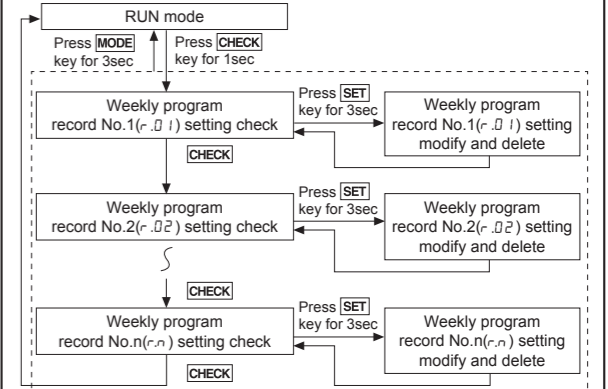 RUN mode
Press MODE
key for 3sec
Press CHECK
key for 1sec
Weekly program
record No.1(r.01) setting check
Press SET
key for 3sec
Weekly program
record No.1(r.01) setting
modify and delete
CHECK
Weekly program
record No.2(r.02) setting check
Press SET
key for 3sec
Weekly program
record No.2(r.02) setting
modify and delete
CHECK
Weekly program
record No.n(r.n) setting check
Press SET
key for 3sec
Weekly program
record No.n(r.n) setting
modify and delete
CHECK